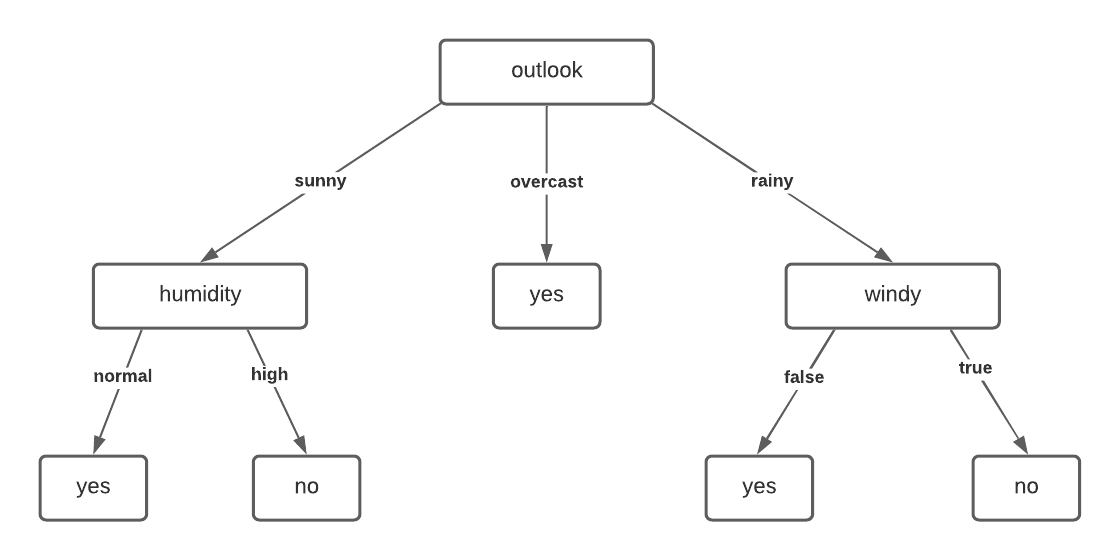 outlook
sunny
overcast
rainy
humidity
yes
windy
normal
high
false
true
yes
no
yes
no